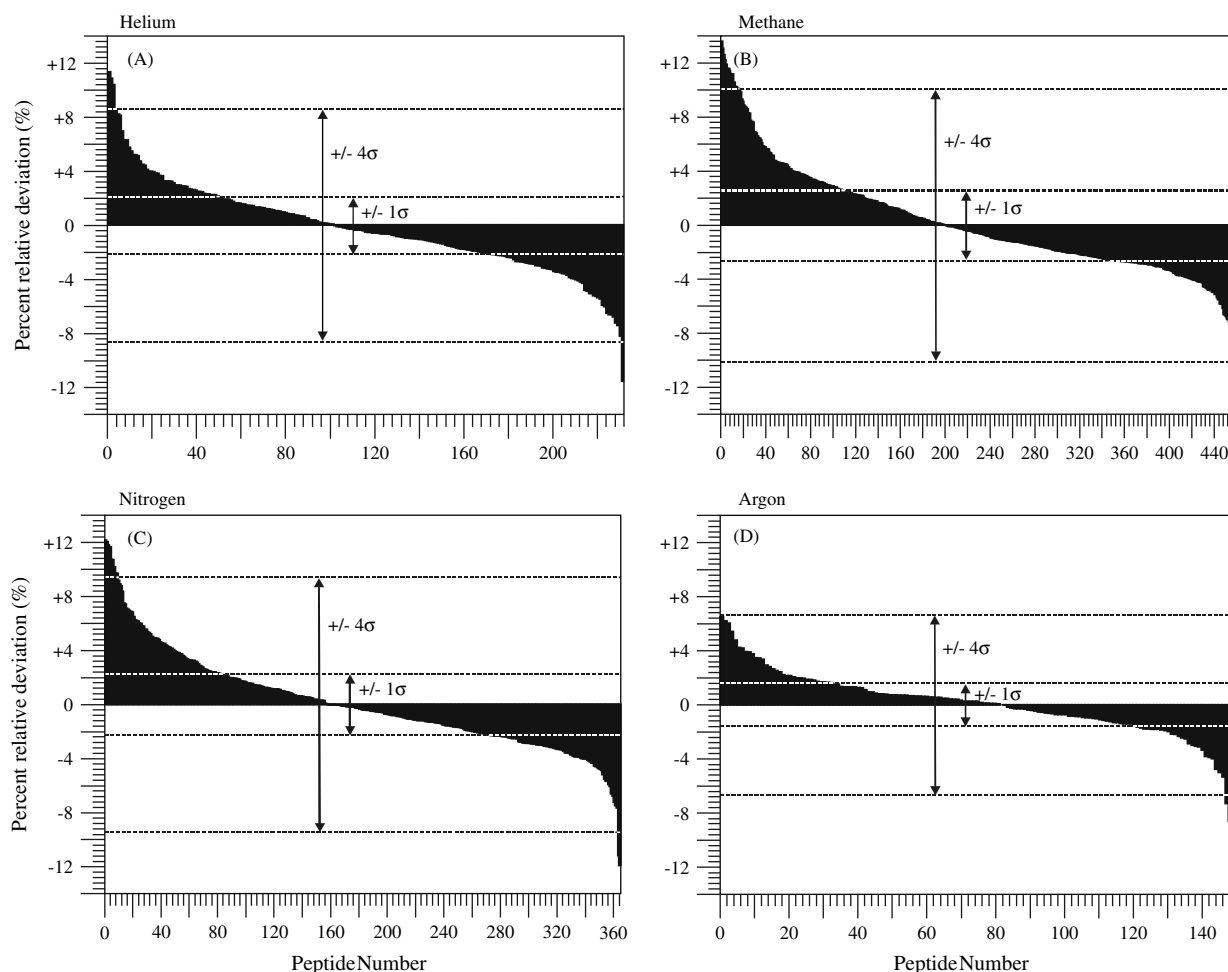 Helium
(A)
Percent relative deviation (%)
+12
+8
+4
0
-4
-8
-12
+/- 4σ
+/- 1σ
0 40 80 120 160 200
Methane
(B)
+12
+8
+4
0
-4
-8
-12
+/- 4σ
+/- 1σ
0 40 80 120 160 200 240 280 320 360 400 440
Nitrogen
(C)
Percent relative deviation (%)
+12
+8
+4
0
-4
-8
-12
+/- 4σ
+/- 1σ
0 40 80 120 160 200 240 280 320 360
Peptide Number
Argon
(D)
+12
+8
+4
0
-4
-8
-12
+/- 4σ
+/- 1σ
0 20 40 60 80 100 120 140
Peptide Number